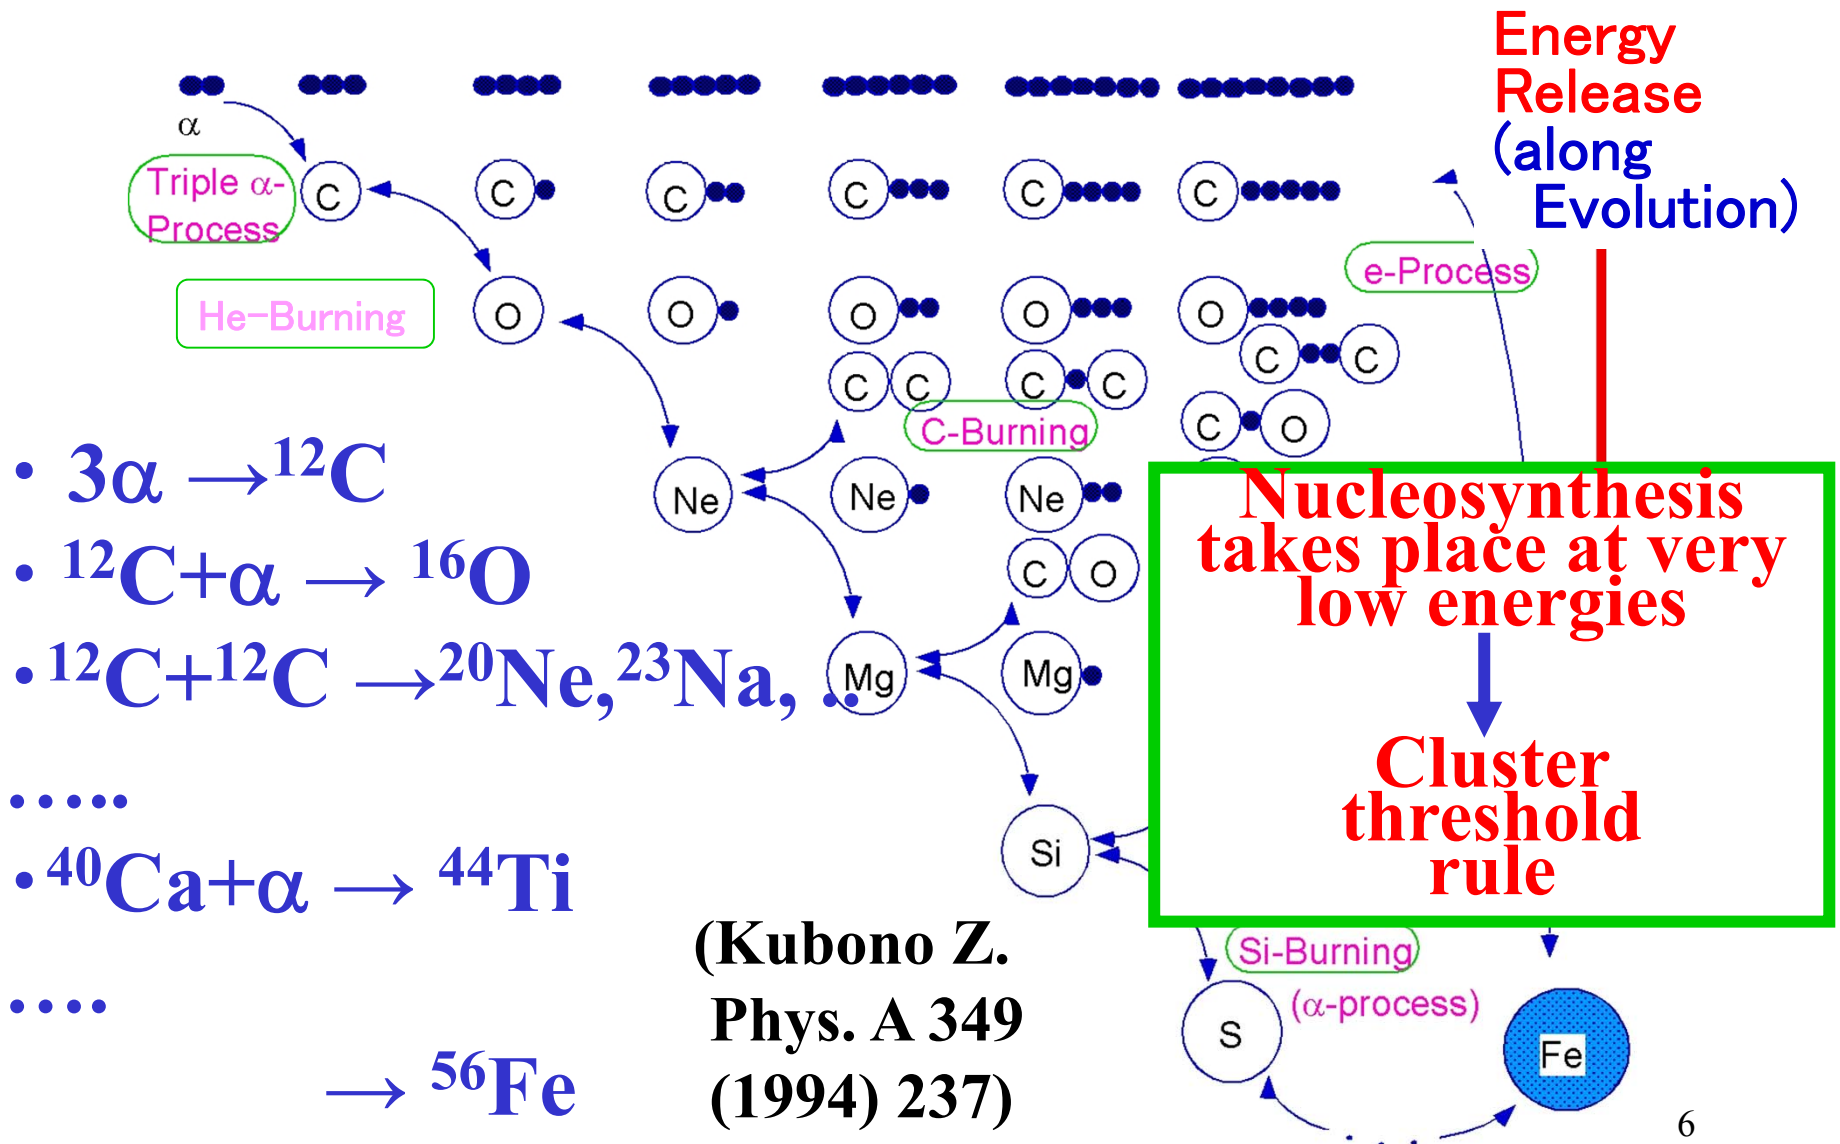 Energy
Release
(along
Evolution)
α
Triple α-
Process
C
C
C
C
C
C
e-Process
He-Burning
O
O
O
O
O
C C
C C
C C
C O
C-Burning
Ne
Ne
Ne
C O
Mg
Mg
Si
• 3α →¹²C
• ¹²C+α → ¹⁶O
• ¹²C+¹²C →²⁰Ne,²³Na, ..
.....
• ⁴⁰Ca+α → ⁴⁴Ti
....
→ ⁵⁶Fe
Nucleosynthesis
takes place at very
low energies
Cluster
threshold
rule
(Kubono Z.
Phys. A 349
(1994) 237)
Si-Burning
(α-process)
S
Fe
6